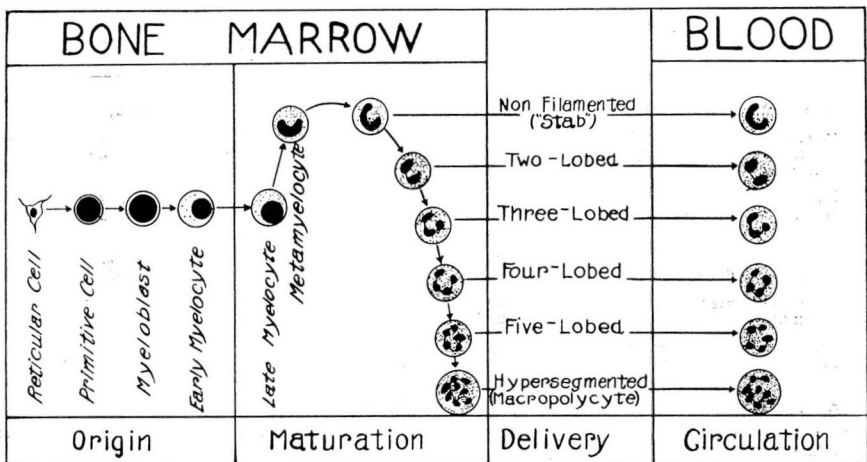 BONE MARROW
BLOOD
Non Filamented
("Stab")
Two-Lobed
Three-Lobed
Four-Lobed
Five-Lobed
Hypersegmented
(Macropolycyte)
Reticular Cell
Primitive Cell
Myeloblast
Early Myelocyte
Late Myelocyte
Metamyelocyte
Origin
Maturation
Delivery
Circulation